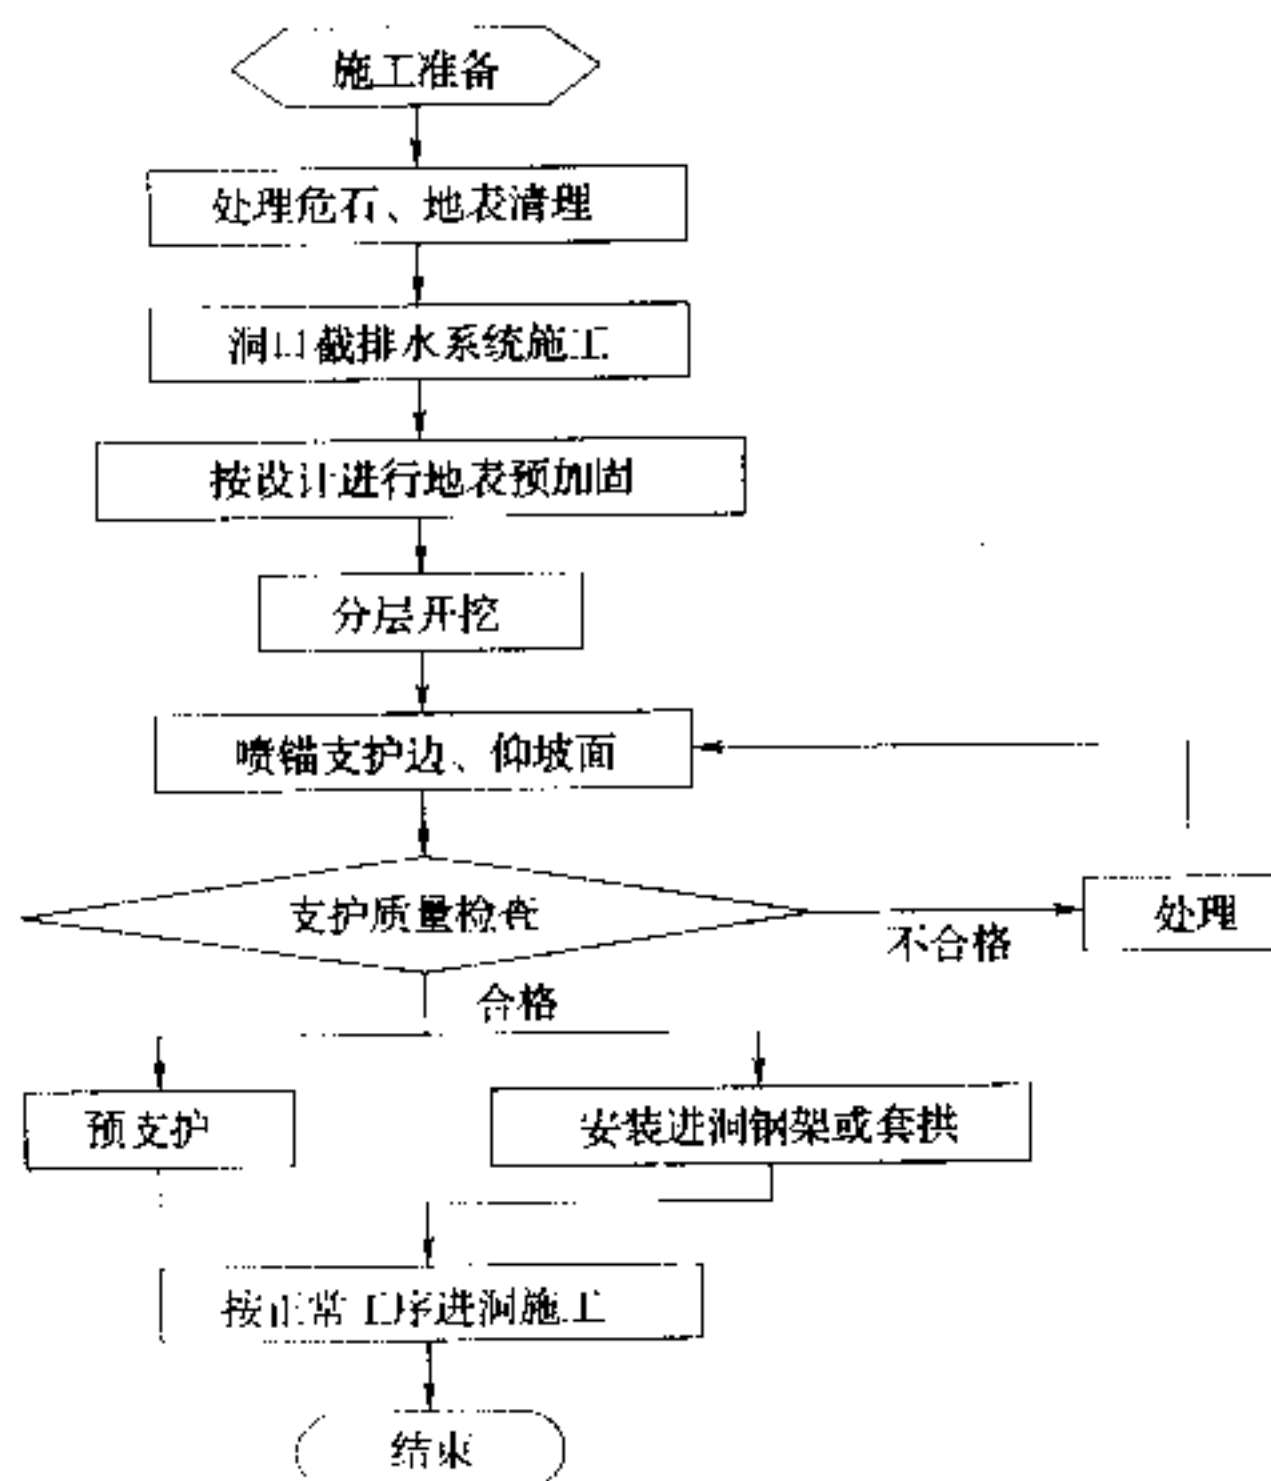 施工准备
处理危石、地表清理
洞口截排水系统施工
按设计进行地表预加固
分层开挖
喷锚支护边、仰坡面
支护质量检查
不合格
处理
合格
预支护
安装进洞钢架或套拱
按正常工序进洞施工
结束